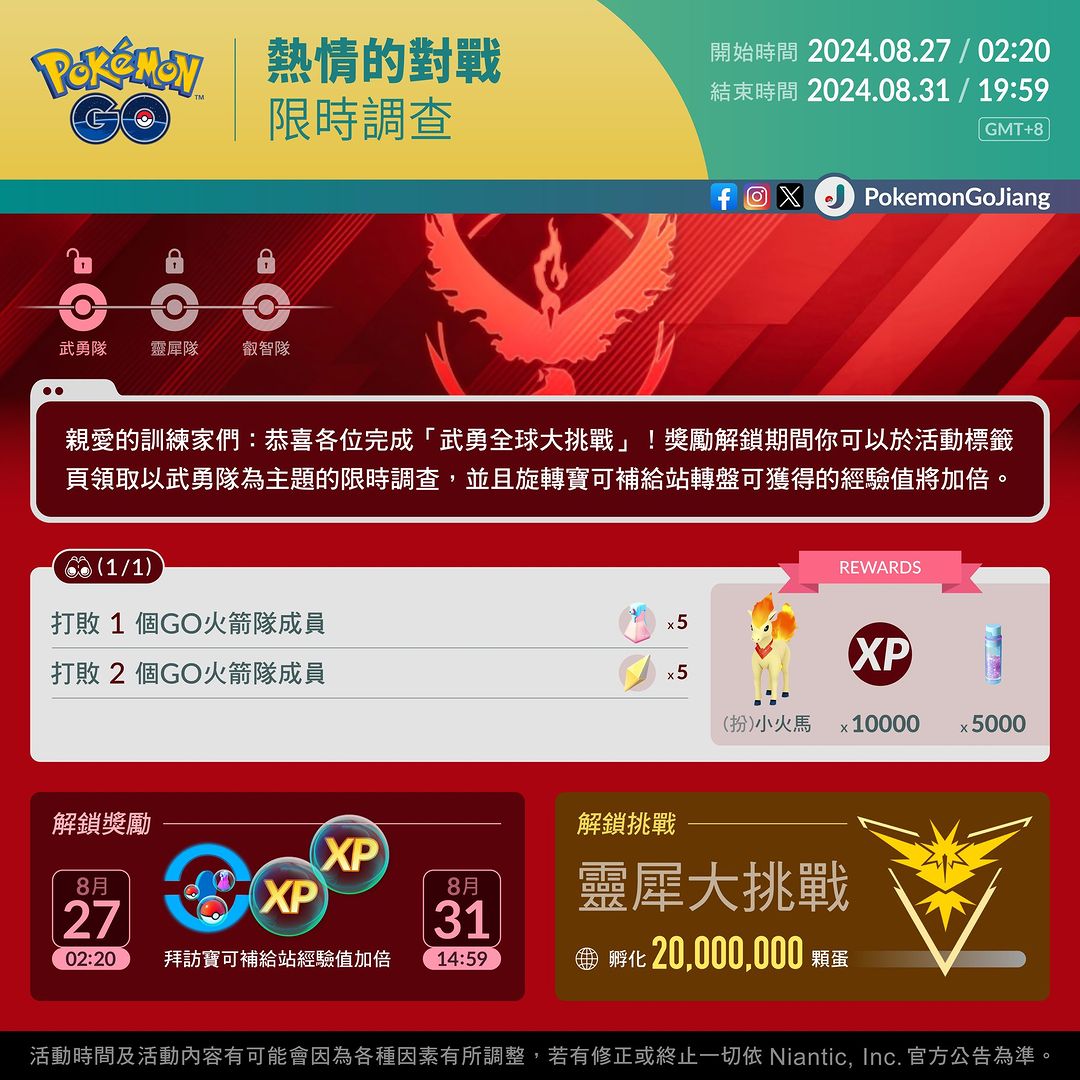 Pokémon GO™
熱情的對戰
限時調查
開始時間 2024.08.27 / 02:20
結束時間 2024.08.31 / 19:59
GMT+8
PokemonGoJiang
武勇隊 靈犀隊 叡智隊
親愛的訓練家們：恭喜各位完成「武勇全球大挑戰」！獎勵解鎖期間你可以於活動標籤
頁領取以武勇隊為主題的限時調查，並且旋轉寶可補給站轉盤可獲得的經驗值將加倍。
(1/1)
打敗 1 個GO火箭隊成員 x5
打敗 2 個GO火箭隊成員 x5
REWARDS
XP
(扮)小火馬 x10000 x5000
解鎖獎勵
8月
27
02:20
XP XP
拜訪寶可補給站經驗值加倍
8月
31
14:59
解鎖挑戰
靈犀大挑戰
孵化 20,000,000 顆蛋
活動時間及活動內容有可能會因為各種因素有所調整，若有修正或終止一切依 Niantic, Inc. 官方公告為準。